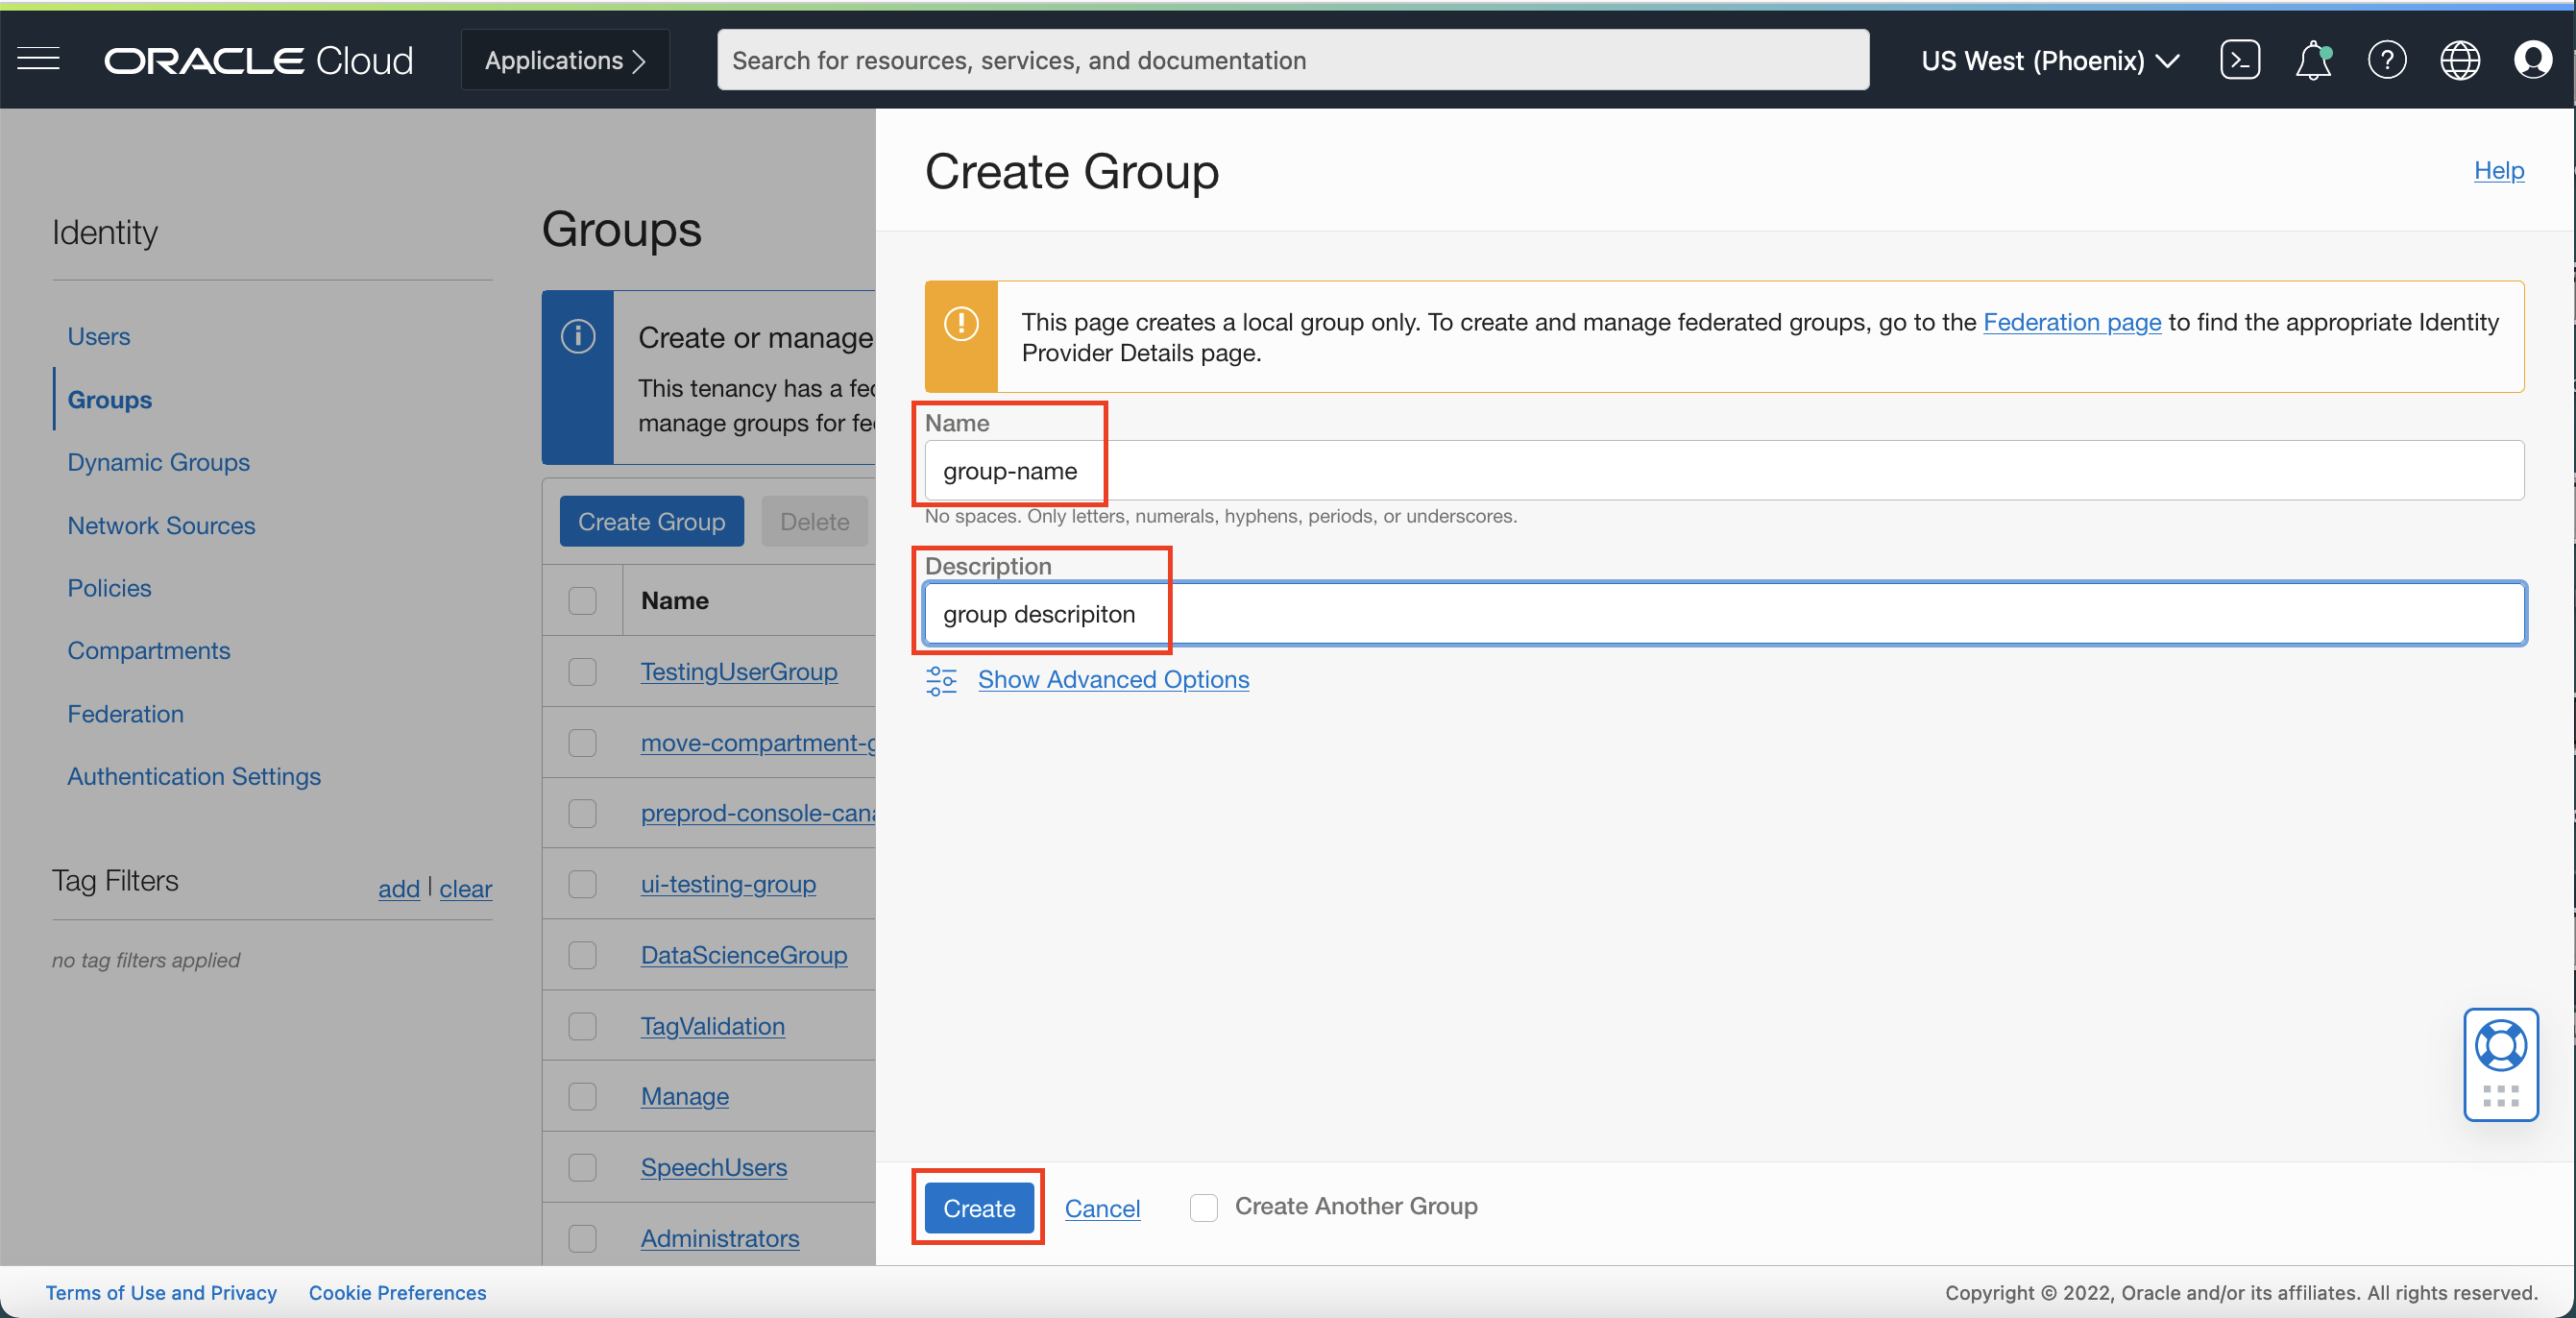 ORACLE Cloud
Applications
Search for resources, services, and documentation
US West (Phoenix)
Identity
Users
Groups
Dynamic Groups
Network Sources
Policies
Compartments
Federation
Authentication Settings
Tag Filters
add | clear
no tag filters applied
Groups
Create or manage
This tenancy has a fed
manage groups for fe
Create Group
Delete
Name
TestingUserGroup
move-compartment-g
preprod-console-cana
ui-testing-group
DataScienceGroup
TagValidation
Manage
SpeechUsers
Administrators
Create Group
Help
This page creates a local group only. To create and manage federated groups, go to the Federation page to find the appropriate Identity
Provider Details page.
Name
group-name
No spaces. Only letters, numerals, hyphens, periods, or underscores.
Description
group descripiton
Show Advanced Options
Create
Cancel
Create Another Group
Terms of Use and Privacy
Cookie Preferences
Copyright © 2022, Oracle and/or its affiliates. All rights reserved.